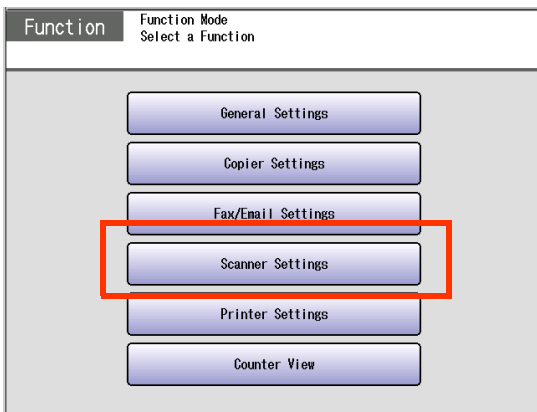 Function
Function Mode
Select a Function
General Settings
Copier Settings
Fax/Email Settings
Scanner Settings
Printer Settings
Counter View